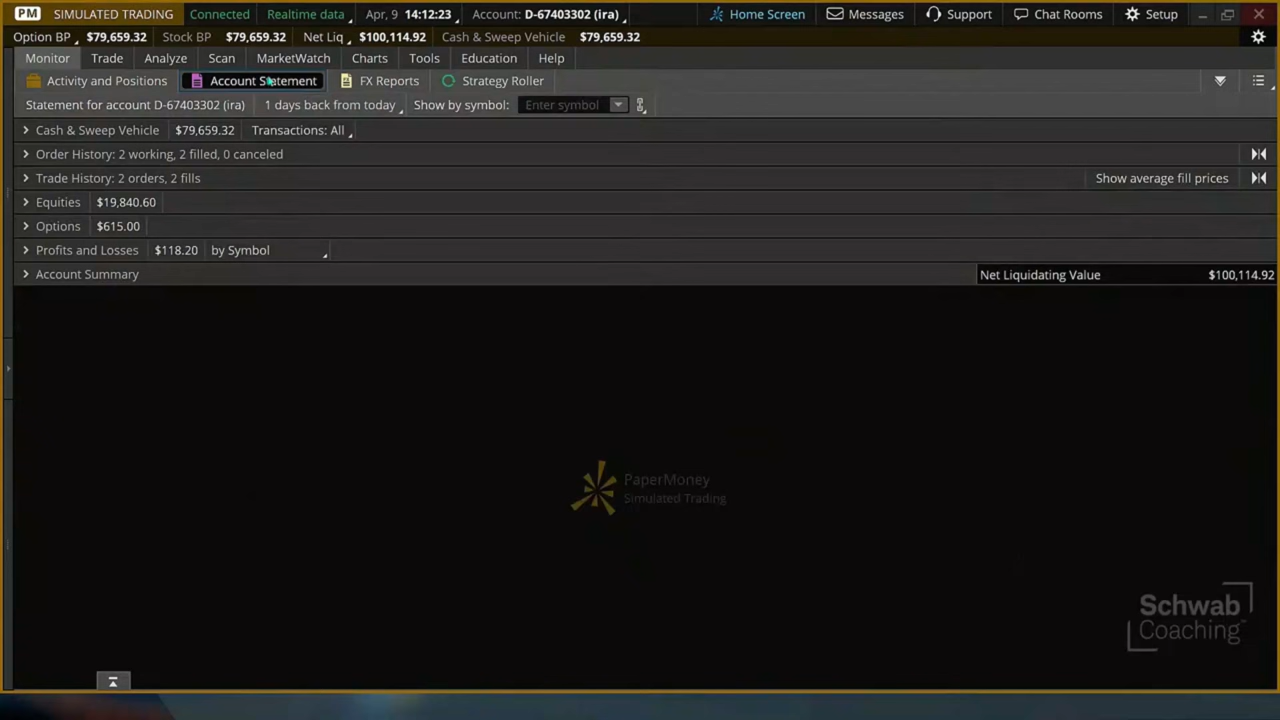 PM SIMULATED TRADING Connected Realtime data Apr, 9 14:12:23 Account: D-67403302 (ira) Home Screen Messages Support Chat Rooms Setup
Option BP $79,659.32 Stock BP $79,659.32 Net Liq $100,114.92 Cash & Sweep Vehicle $79,659.32
Monitor Trade Analyze Scan MarketWatch Charts Tools Education Help
Activity and Positions Account Statement FX Reports Strategy Roller
Statement for account D-67403302 (ira) 1 days back from today Show by symbol: Enter symbol
Cash & Sweep Vehicle $79,659.32 Transactions: All
Order History: 2 working, 2 filled, 0 canceled
Trade History: 2 orders, 2 fills Show average fill prices
Equities $19,840.60
Options $615.00
Profits and Losses $118.20 by Symbol
Account Summary Net Liquidating Value $100,114.92
PaperMoney
Simulated Trading
Schwab
Coaching™